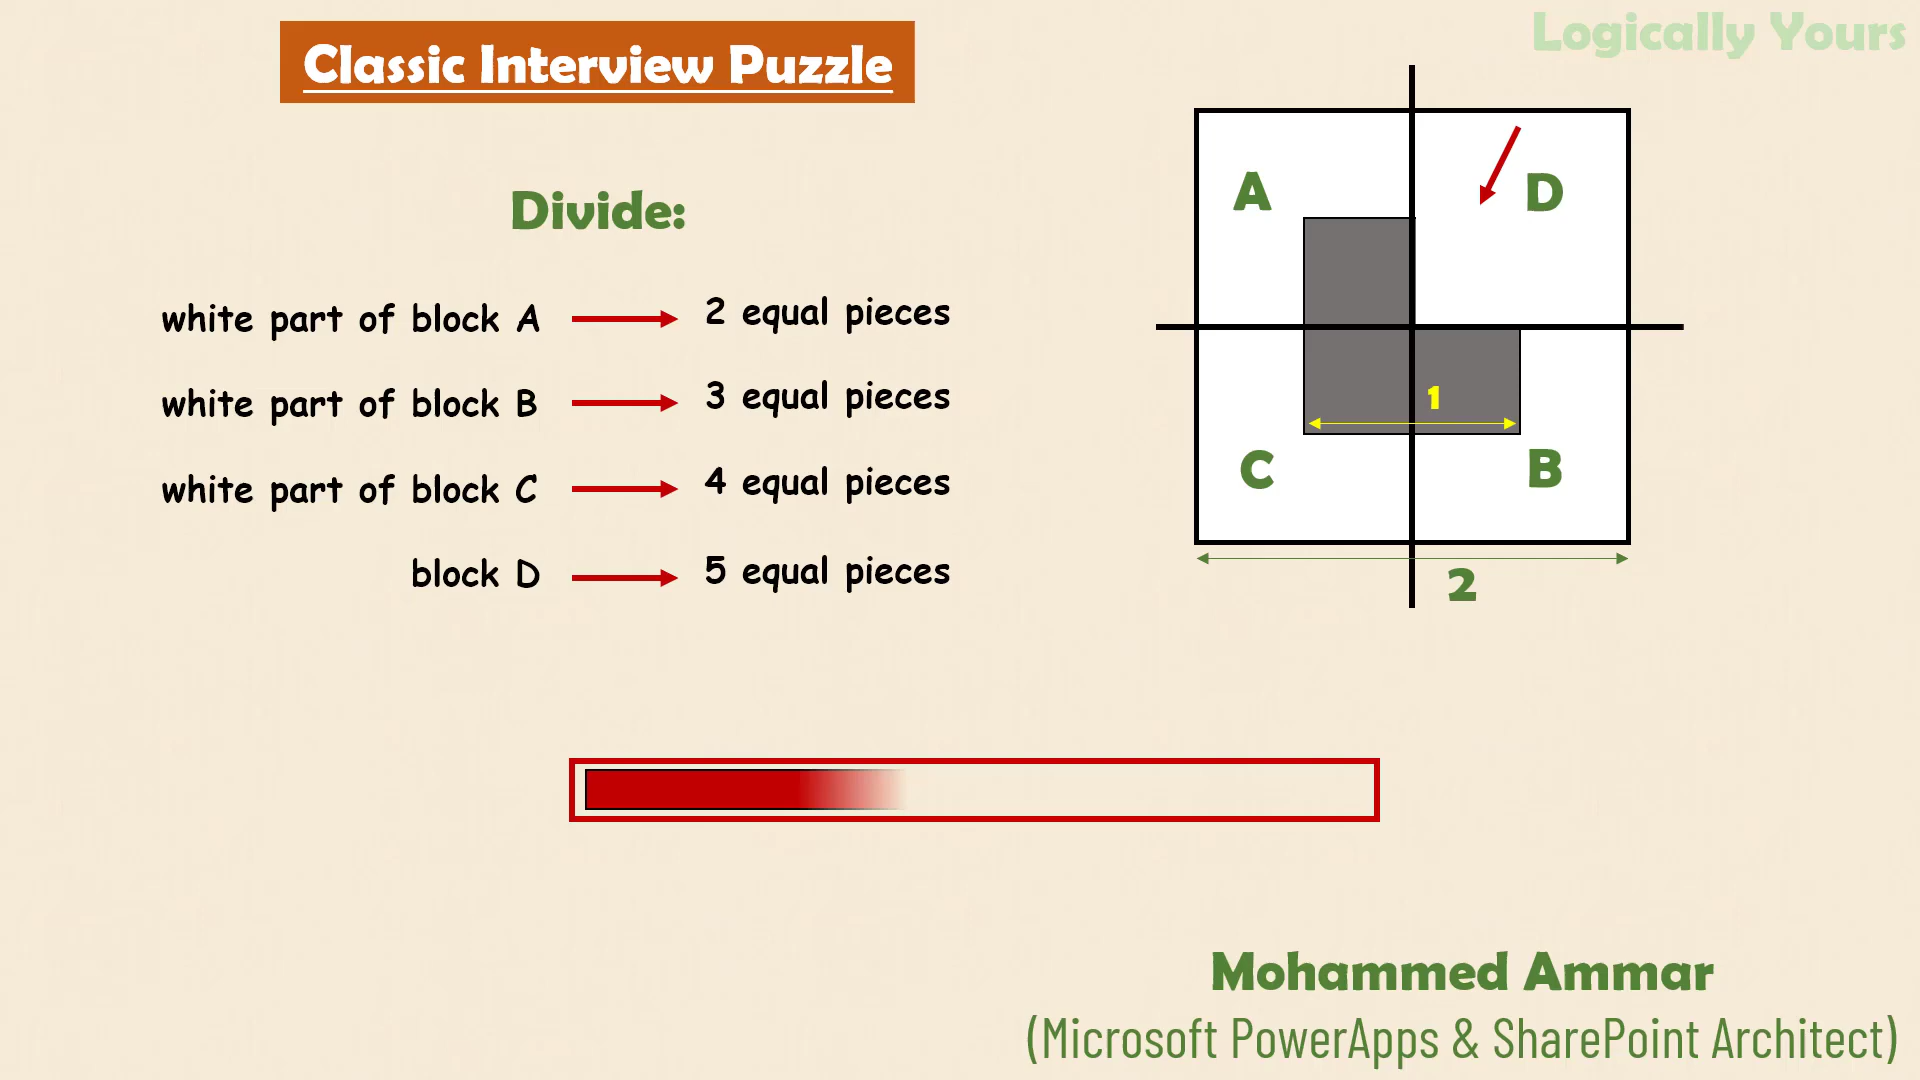 Logically Yours
Classic Interview Puzzle
Divide:
white part of block A 2 equal pieces
white part of block B 3 equal pieces
white part of block C 4 equal pieces
block D 5 equal pieces
A D
1
C B
2
Mohammed Ammar
(Microsoft PowerApps & SharePoint Architect)